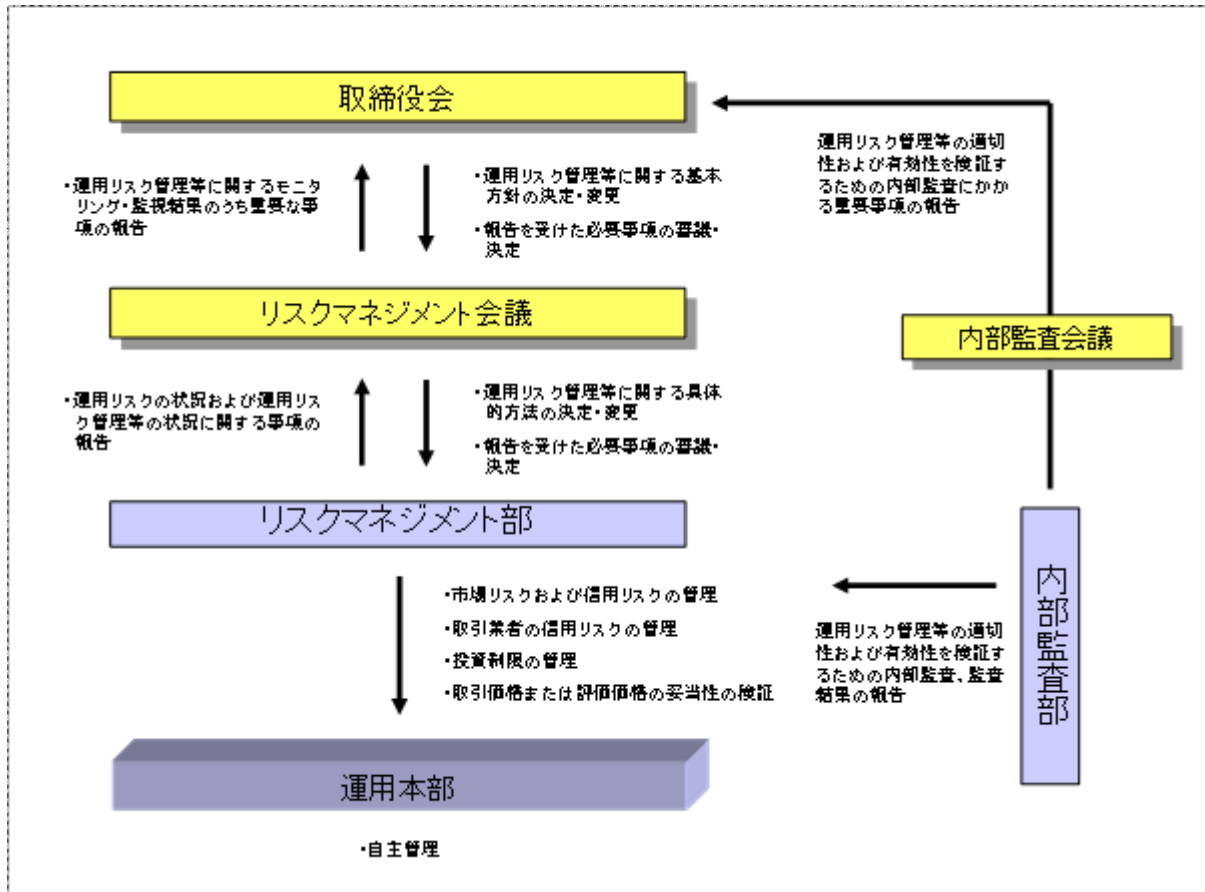 取締役会
・運用リスク管理等に関するモニタ
リング・監視結果のうち重要な事
項の報告
・運用リスク管理等に関する基本
方針の決定・変更
・報告を受けた必要事項の審議・
決定
運用リスク管理等の適切
性および有効性を検証す
るための内部監査にかか
る重要事項の報告
リスクマネジメント会議
内部監査会議
・運用リスクの状況および運用リス
ク管理等の状況に関する事項の
報告
・運用リスク管理等に関する具体
的方法の決定・変更
・報告を受けた必要事項の審議・
決定
リスクマネジメント部
内部監査部
・市場リスクおよび信用リスクの管理
・取引業者の信用リスクの管理
・投資制限の管理
・取引価格または評価価格の妥当性の検証
運用リスク管理等の適切
性および有効性を検証す
るための内部監査、監査
結果の報告
運用本部
・自主管理